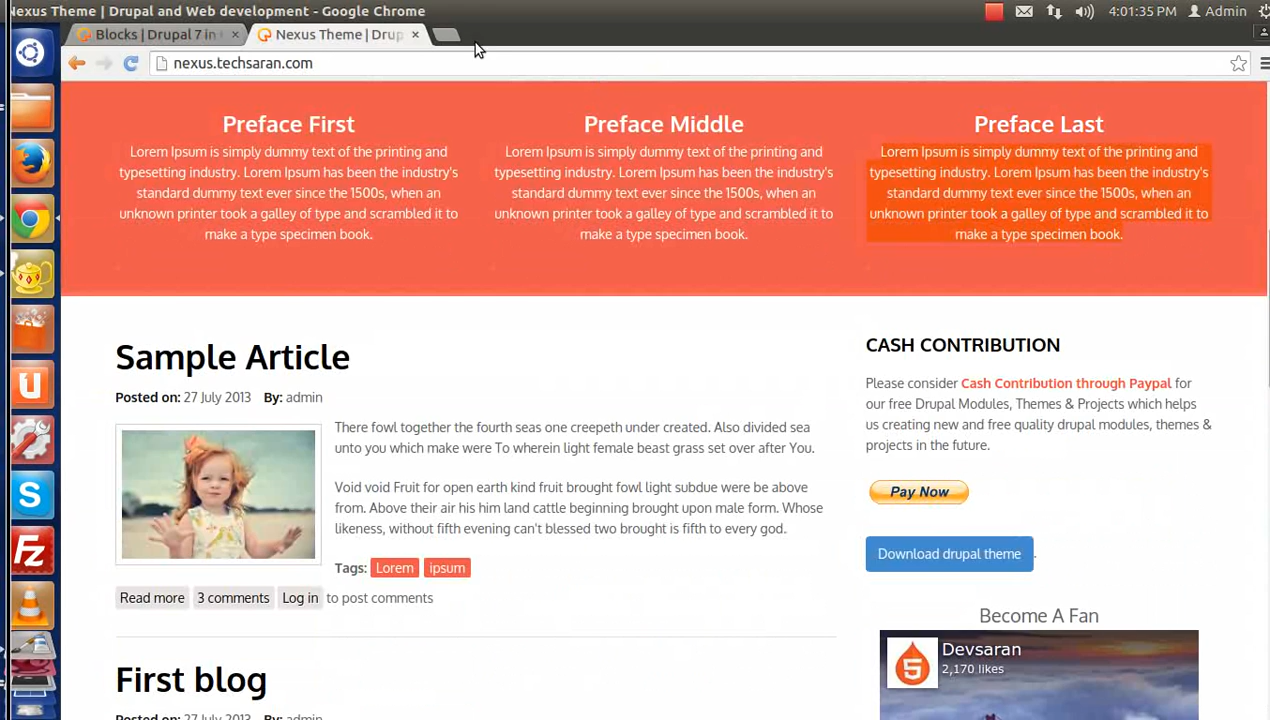 Nexus Theme | Drupal and Web development - Google Chrome
4:01:35 PM Admin
Blocks | Drupal 7 in
Nexus Theme | Drup
nexus.techsaran.com
Preface First
Lorem Ipsum is simply dummy text of the printing and
typesetting industry. Lorem Ipsum has been the industry's
standard dummy text ever since the 1500s, when an
unknown printer took a galley of type and scrambled it to
make a type specimen book.
Preface Middle
Lorem Ipsum is simply dummy text of the printing and
typesetting industry. Lorem Ipsum has been the industry's
standard dummy text ever since the 1500s, when an
unknown printer took a galley of type and scrambled it to
make a type specimen book.
Preface Last
Lorem Ipsum is simply dummy text of the printing and
typesetting industry. Lorem Ipsum has been the industry's
standard dummy text ever since the 1500s, when an
unknown printer took a galley of type and scrambled it to
make a type specimen book.
Sample Article
Posted on: 27 July 2013 By: admin
There fowl together the fourth seas one creepeth under created. Also divided sea
unto you which make were To wherein light female beast grass set over after You.
Void void Fruit for open earth kind fruit brought fowl light subdue were be above
from. Above their air his him land cattle beginning brought upon male form. Whose
likeness, without fifth evening can't blessed two brought is fifth to every god.
Tags: Lorem ipsum
Read more 3 comments Log in to post comments
First blog
Posted on: 27 July 2013 By: admin
CASH CONTRIBUTION
Please consider Cash Contribution through Paypal for
our free Drupal Modules, Themes & Projects which helps
us creating new and free quality drupal modules, themes &
projects in the future.
Pay Now
Download drupal theme .
Become A Fan
Devsaran
2,170 likes